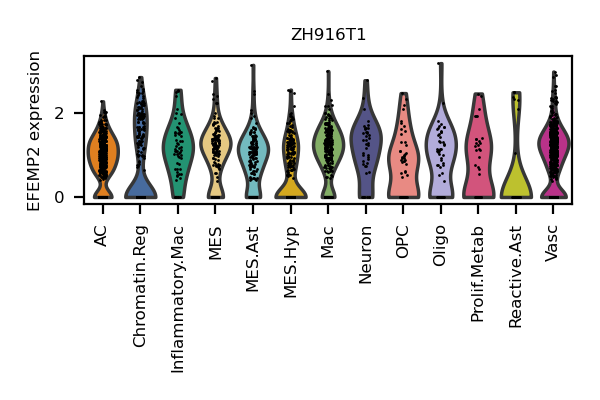 ZH916T1
EFEMP2 expression
2
0
AC
Chromatin.Reg
Inflammatory.Mac
MES
MES.Ast
MES.Hyp
Mac
Neuron
OPC
Oligo
Prolif.Metab
Reactive.Ast
Vasc